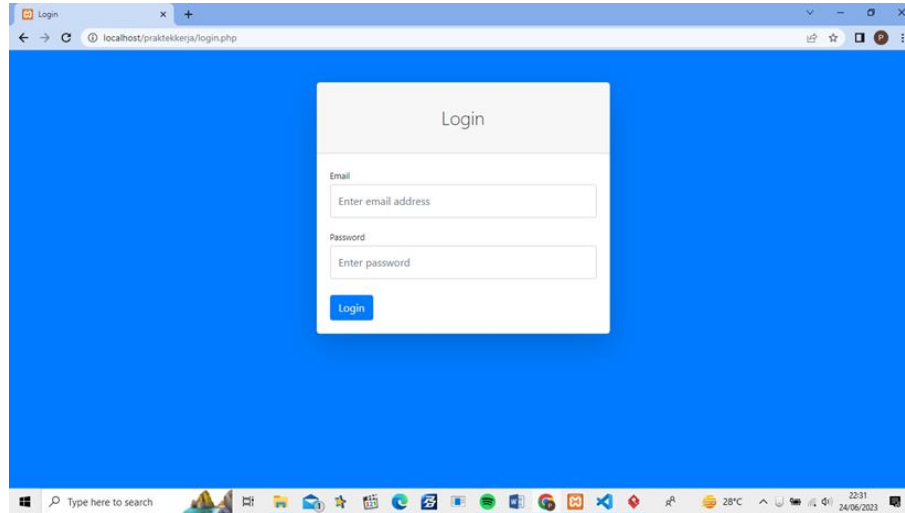 Login
localhost/praktekkerja/login.php
P
Login
Email
Enter email address
Password
Enter password
Login
Type here to search
28°C
22:31
24/06/2023